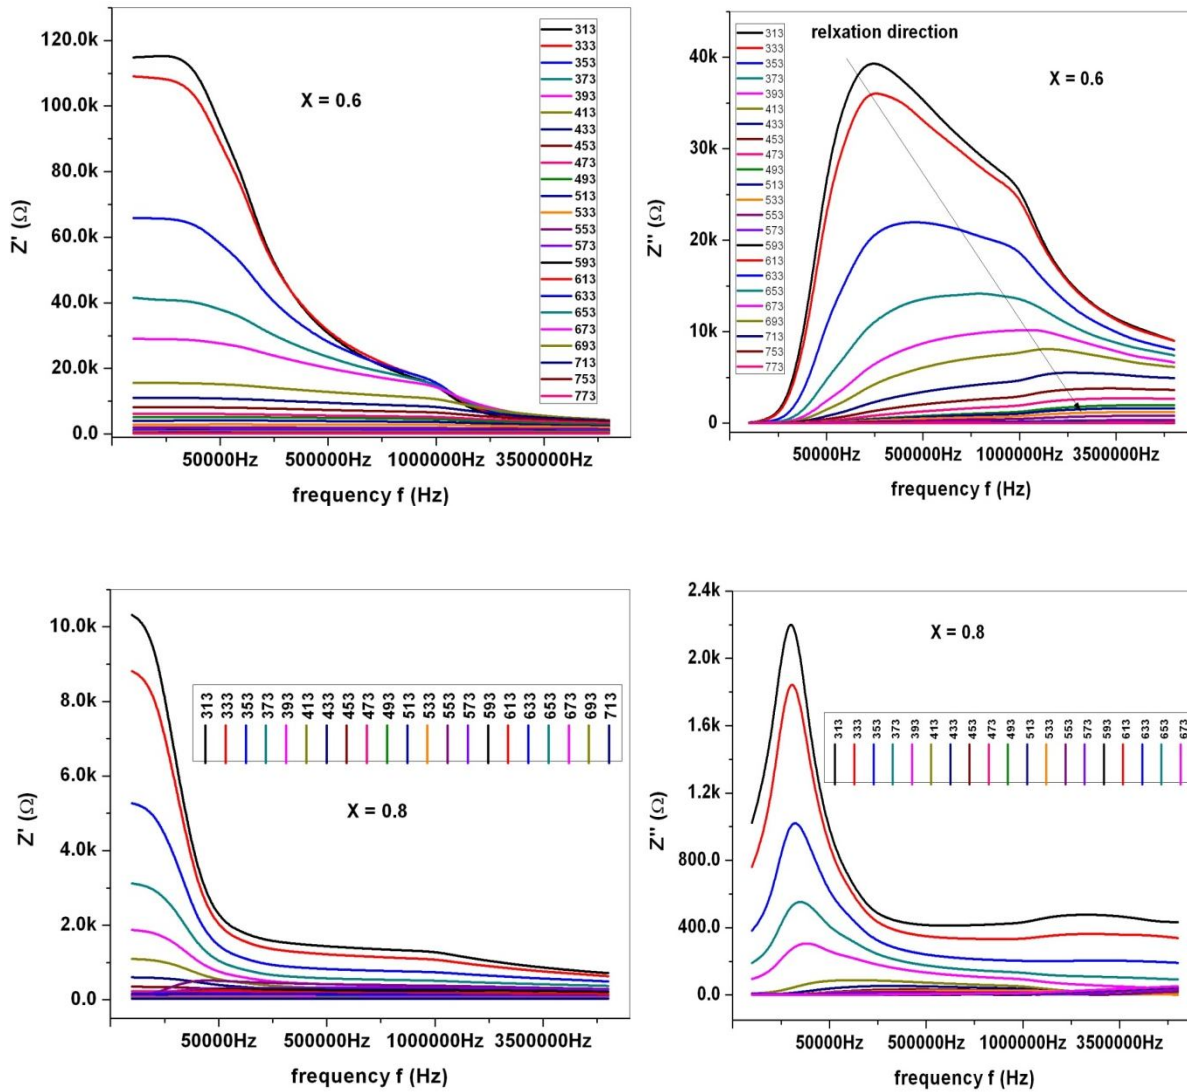 120.0k
100.0k
80.0k
60.0k
40.0k
20.0k
0.0
Z' (Ω)
X = 0.6
313
333
353
373
393
413
433
453
473
493
513
533
553
573
593
613
633
653
673
693
713
753
773
50000Hz 500000Hz 1000000Hz 3500000Hz
frequency f (Hz)
40k
30k
20k
10k
0
Z'' (Ω)
relxation direction
X = 0.6
313
333
353
373
393
413
433
453
473
493
513
533
553
573
593
613
633
653
673
693
713
753
773
50000Hz 500000Hz 1000000Hz 3500000Hz
frequency f (Hz)
10.0k
8.0k
6.0k
4.0k
2.0k
0.0
Z' (Ω)
313 333 353 373 393 413 433 453 473 493 513 533 553 573 593 613 633 653 673 693 713
X = 0.8
50000Hz 500000Hz 1000000Hz 3500000Hz
frequency f (Hz)
2.4k
2.0k
1.6k
1.2k
800.0
400.0
0.0
Z'' (Ω)
X = 0.8
313 333 353 373 393 413 433 453 473 493 513 533 553 573 593 613 633 653 673
50000Hz 500000Hz 1000000Hz 3500000Hz
frequency f (Hz)